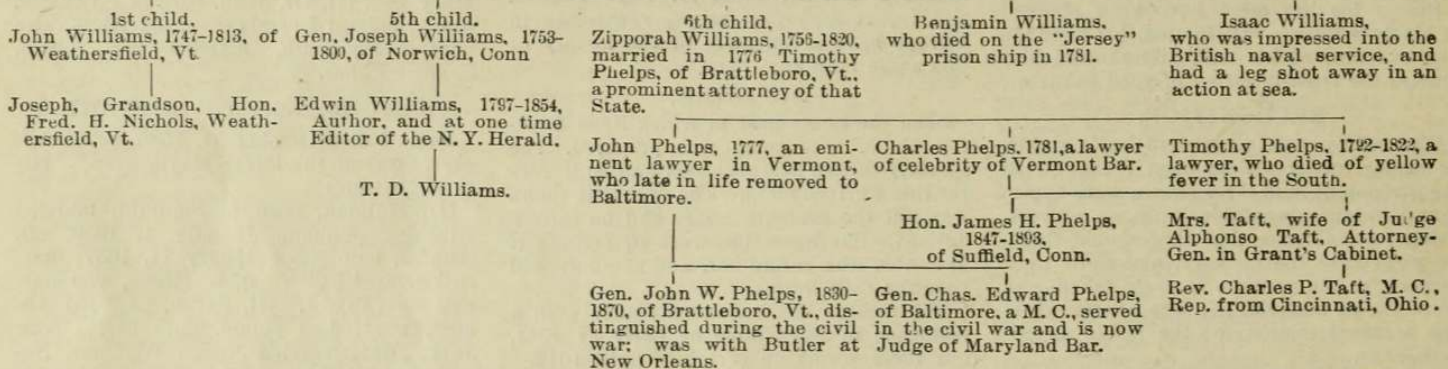 1st child.
John Williams, 1747-1813, of
Weathersfield, Vt.
Joseph, Grandson, Hon.
Fred. H. Nichols, Weath-
ersfield, Vt.
5th child.
Gen. Joseph Williams, 1753-
1800, of Norwich, Conn
Edwin Williams, 1797-1854,
Author, and at one time
Editor of the N. Y. Herald.
T. D. Williams.
6th child.
Zipporah Williams, 1756-1820,
married in 1776 Timothy
Phelps, of Brattleboro, Vt.,
a prominent attorney of that
State.
Benjamin Williams.
who died on the "Jersey"
prison ship in 1781.
Isaac Williams,
who was impressed into the
British naval service, and
had a leg shot away in an
action at sea.
John Phelps, 1777, an emi-
nent lawyer in Vermont,
who late in life removed to
Baltimore.
Charles Phelps. 1781, a lawyer
of celebrity of Vermont Bar.
Timothy Phelps, 1792-1822, a
lawyer, who died of yellow
fever in the South.
Hon. James H. Phelps,
1847-1893,
of Suffield, Conn.
Mrs. Taft, wife of Judge
Alphonso Taft, Attorney-
Gen. in Grant's Cabinet.
Rev. Charles P. Taft, M. C.,
Rep. from Cincinnati, Ohio.
Gen. John W. Phelps, 1830-
1870, of Brattleboro, Vt., dis-
tinguished during the civil
war; was with Butler at
New Orleans.
Gen. Chas. Edward Phelps,
of Baltimore, a M. C., served
in the civil war and is now
Judge of Maryland Bar.